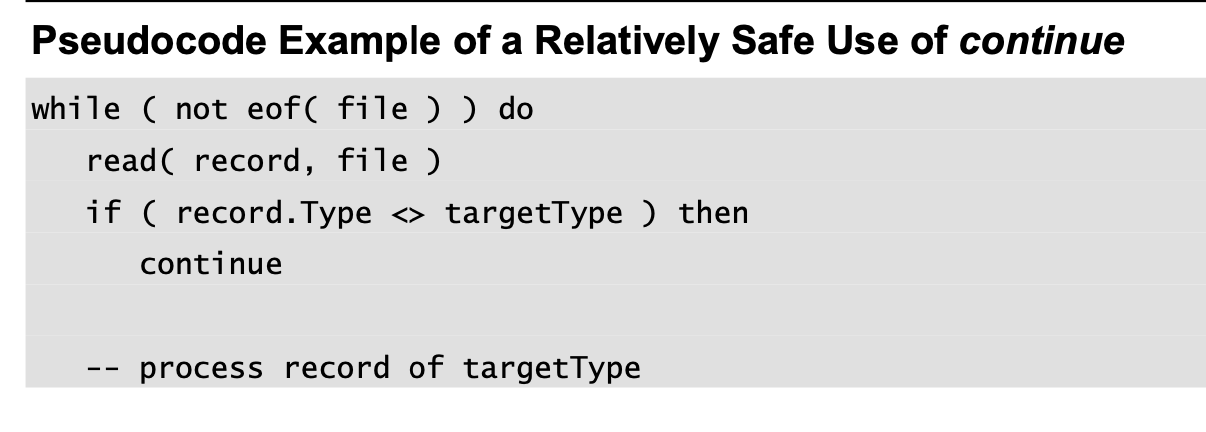 Pseudocode Example of a Relatively Safe Use of continue
while ( not eof( file ) ) do
   read( record, file )
   if ( record.Type <> targetType ) then
      continue

   -- process record of targetType